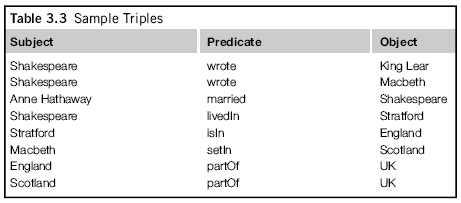 Table 3.3 Sample Triples
Subject Predicate Object
Shakespeare wrote King Lear
Shakespeare wrote Macbeth
Anne Hathaway married Shakespeare
Shakespeare livedIn Stratford
Stratford isIn England
Macbeth setIn Scotland
England partOf UK
Scotland partOf UK